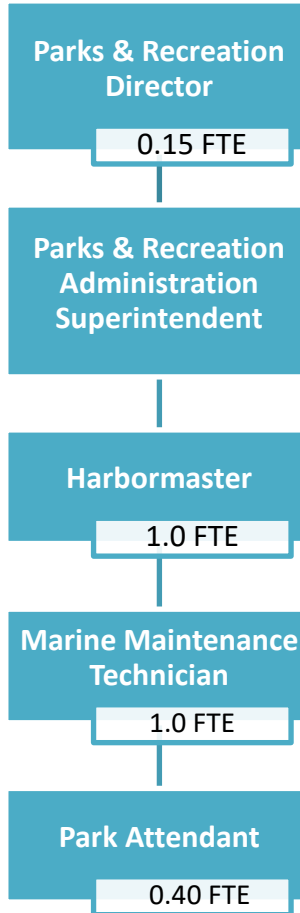 Parks & Recreation
Director
0.15 FTE
Parks & Recreation
Administration
Superintendent
Harbormaster
1.0 FTE
Marine Maintenance
Technician
1.0 FTE
Park Attendant
0.40 FTE